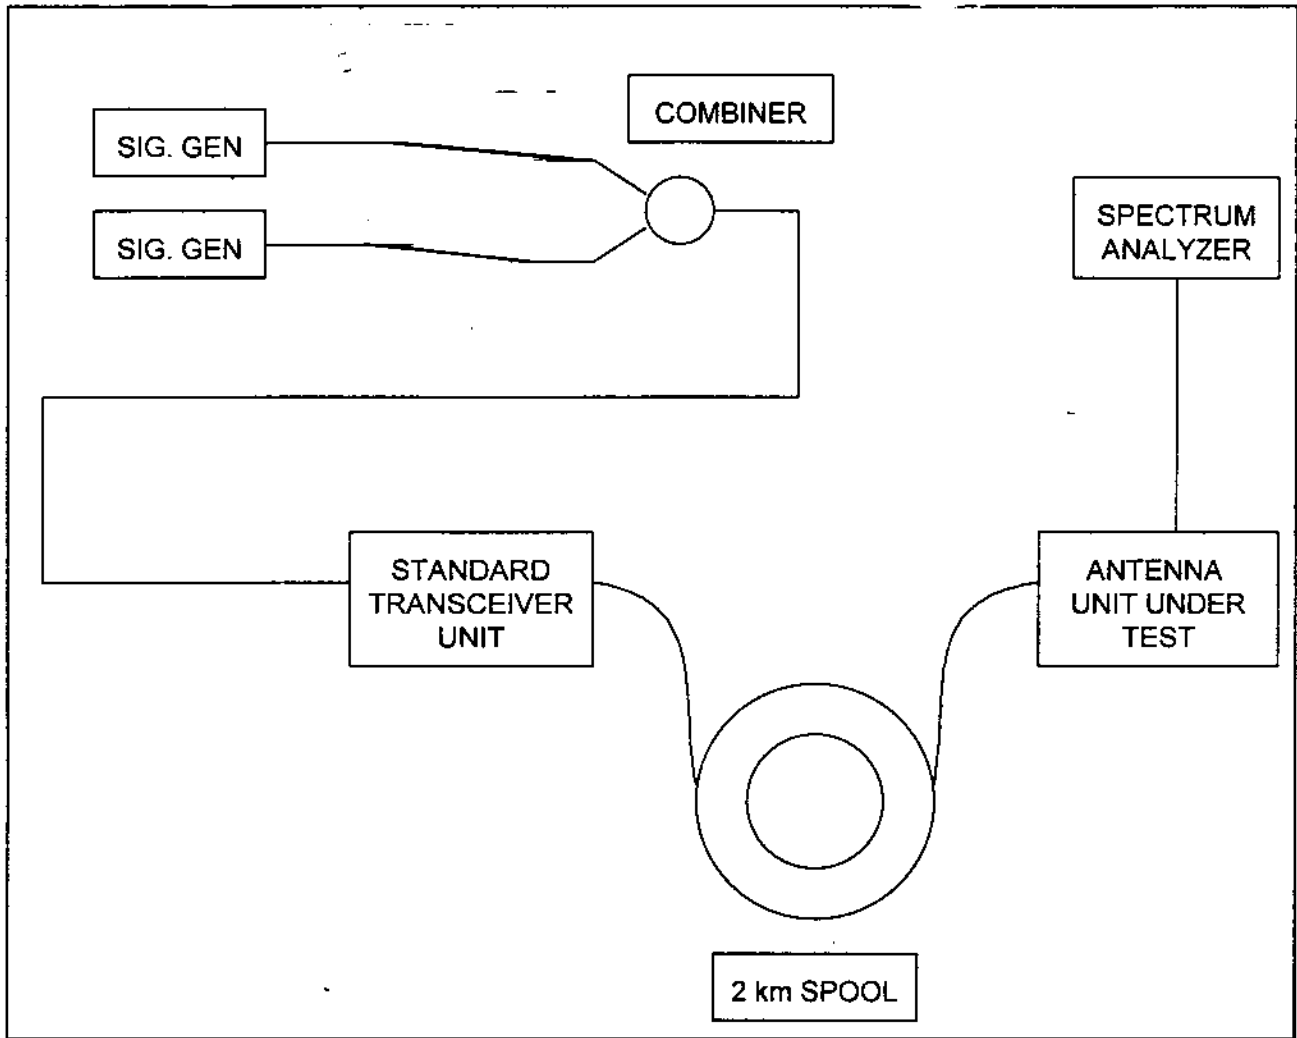 COMBINER
SIG. GEN
SIG. GEN
SPECTRUM
ANALYZER
STANDARD
TRANSCEIVER
UNIT
ANTENNA
UNIT UNDER
TEST
2 km SPOOL